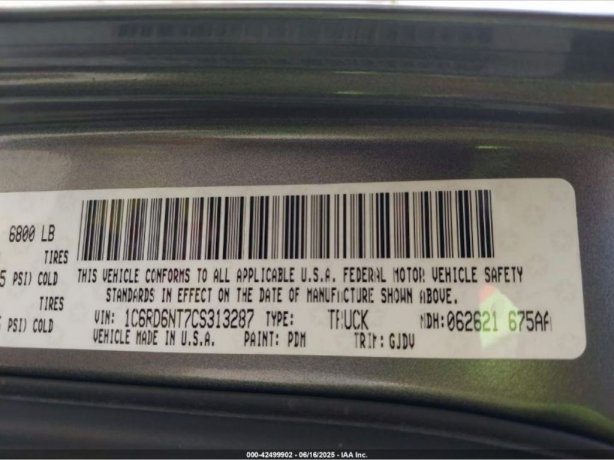 6800 LB
TIRES
5 PSI) COLD
THIS VEHICLE CONFORMS TO ALL APPLICABLE U.S.A. FEDERAL MOTOR VEHICLE SAFETY
TIRES
STANDARDS IN EFFECT ON THE DATE OF MANUFACTURE SHOWN ABOVE.
PSI) COLD
VIN: 1C6RD6NT7CS313287 TYPE: TRUCK MDH:062621 675AA
VEHICLE MADE IN U.S.A. PAINT: PDM TRIM: GJDV
000-42499902 - 06/16/2025 - IAA Inc.